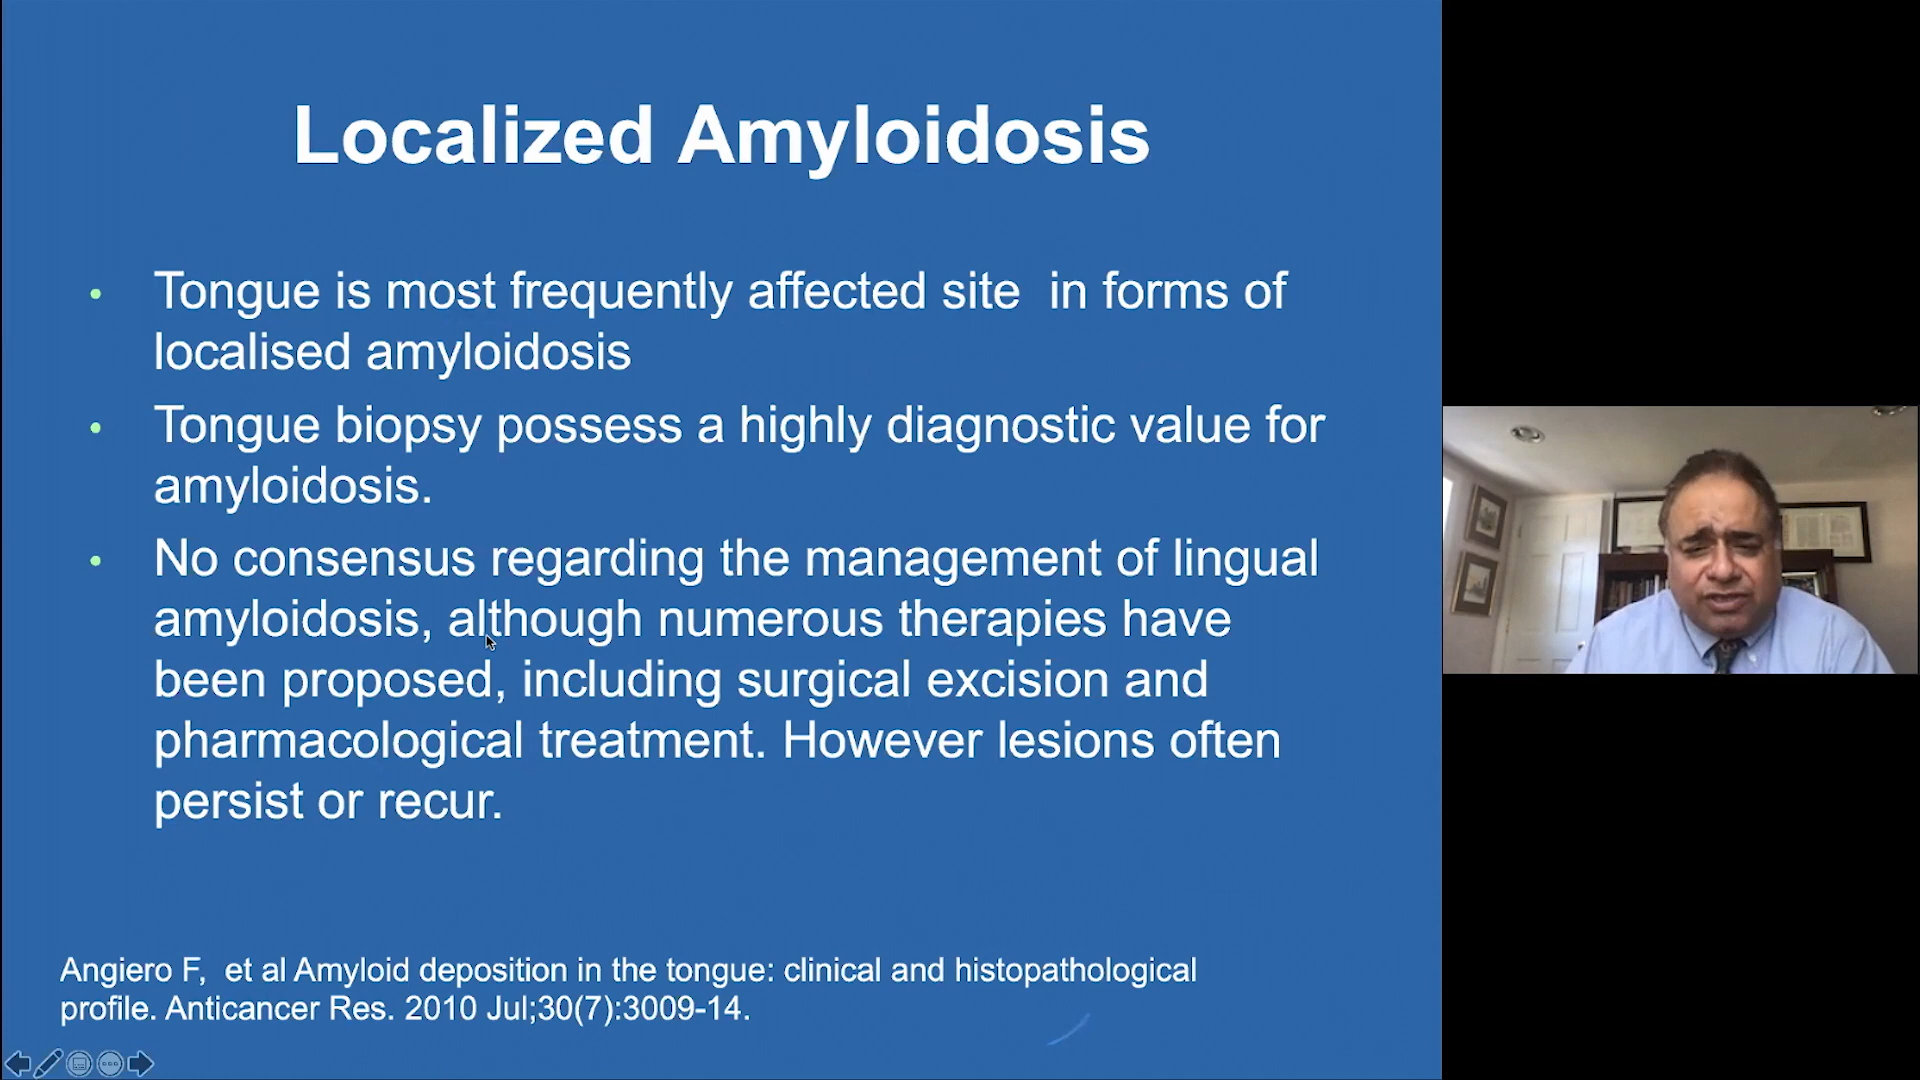 Localized Amyloidosis
• Tongue is most frequently affected site  in forms of
localised amyloidosis
• Tongue biopsy possess a highly diagnostic value for
amyloidosis.
• No consensus regarding the management of lingual
amyloidosis, although numerous therapies have
been proposed, including surgical excision and
pharmacological treatment. However lesions often
persist or recur.
Angiero F,  et al Amyloid deposition in the tongue: clinical and histopathological
profile. Anticancer Res. 2010 Jul;30(7):3009-14.